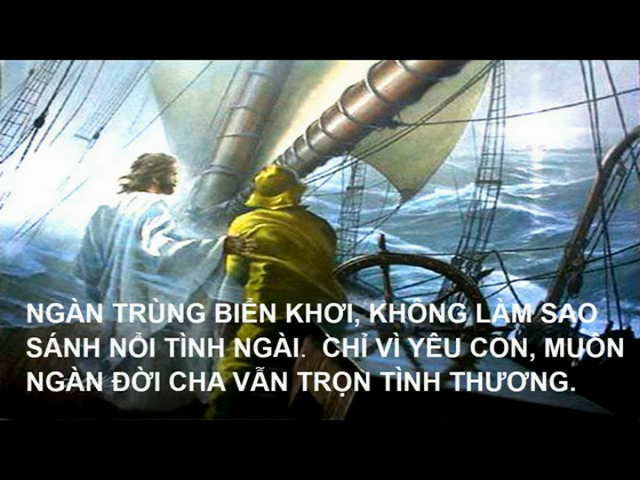 NGÀN TRÙNG BIỂN KHƠI, KHÔNG LÀM SAO
SÁNH NỔI TÌNH NGÀI.  CHỈ VÌ YÊU CON, MUÔN
NGÀN ĐỜI CHA VẪN TRỌN TÌNH THƯƠNG.